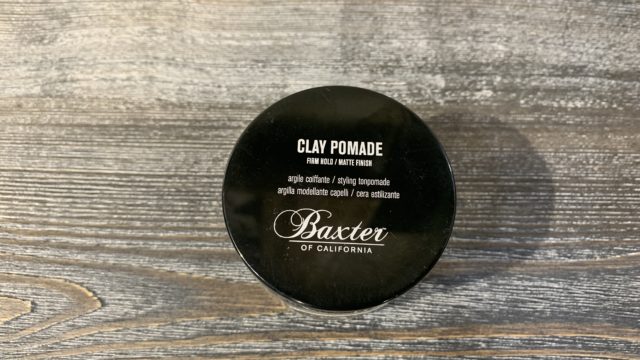 CLAY POMADE
FIRM HOLD / MATTE FINISH
argile coiffante / styling tonpomade
argilla modellante capelli / cera estilizante
Baxter
OF CALIFORNIA